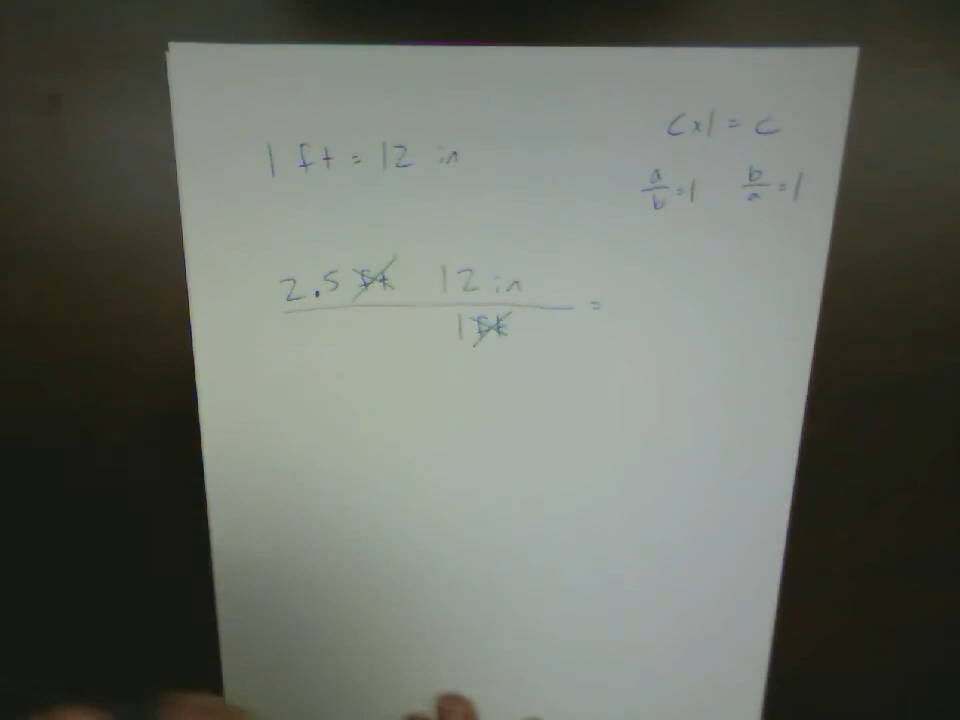 1 ft = 12 in
c x 1 = c
a/b = 1 b/a = 1
2.5 ft 12 in =
1 ft